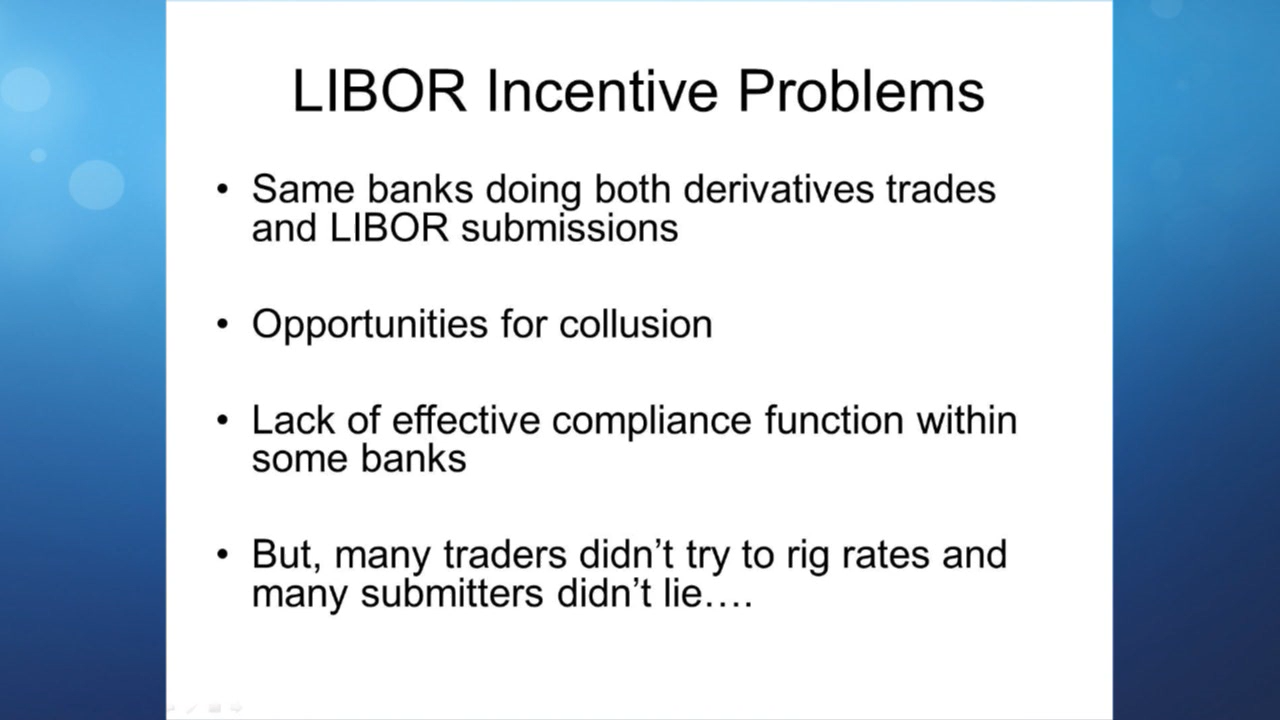 LIBOR Incentive Problems
• Same banks doing both derivatives trades
and LIBOR submissions
• Opportunities for collusion
• Lack of effective compliance function within
some banks
• But, many traders didn’t try to rig rates and
many submitters didn’t lie….